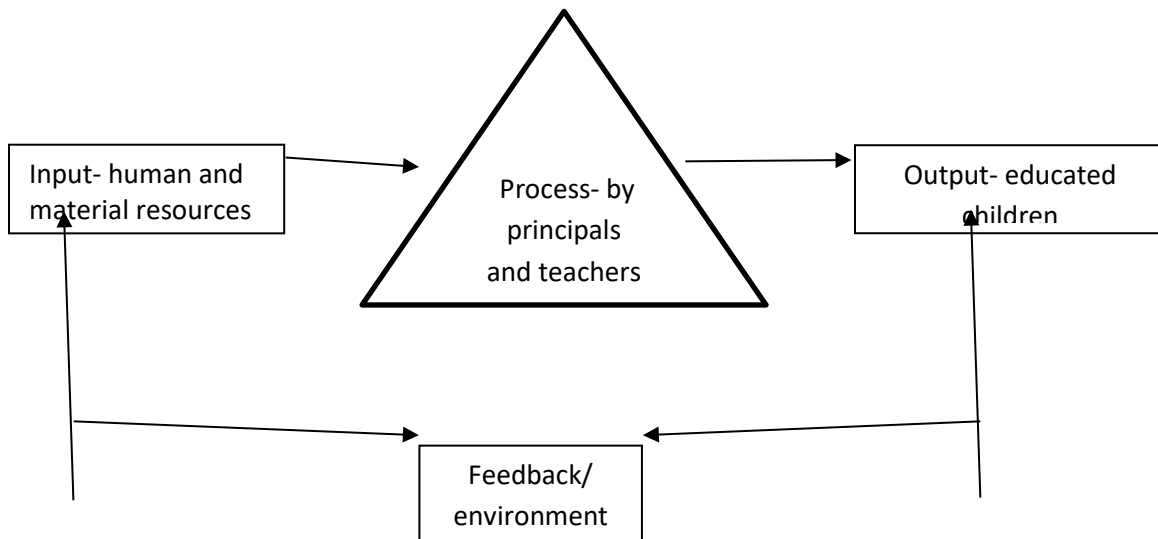 Input- human and
material resources
Process- by
principals
and teachers
Output- educated
children
Feedback/
environment